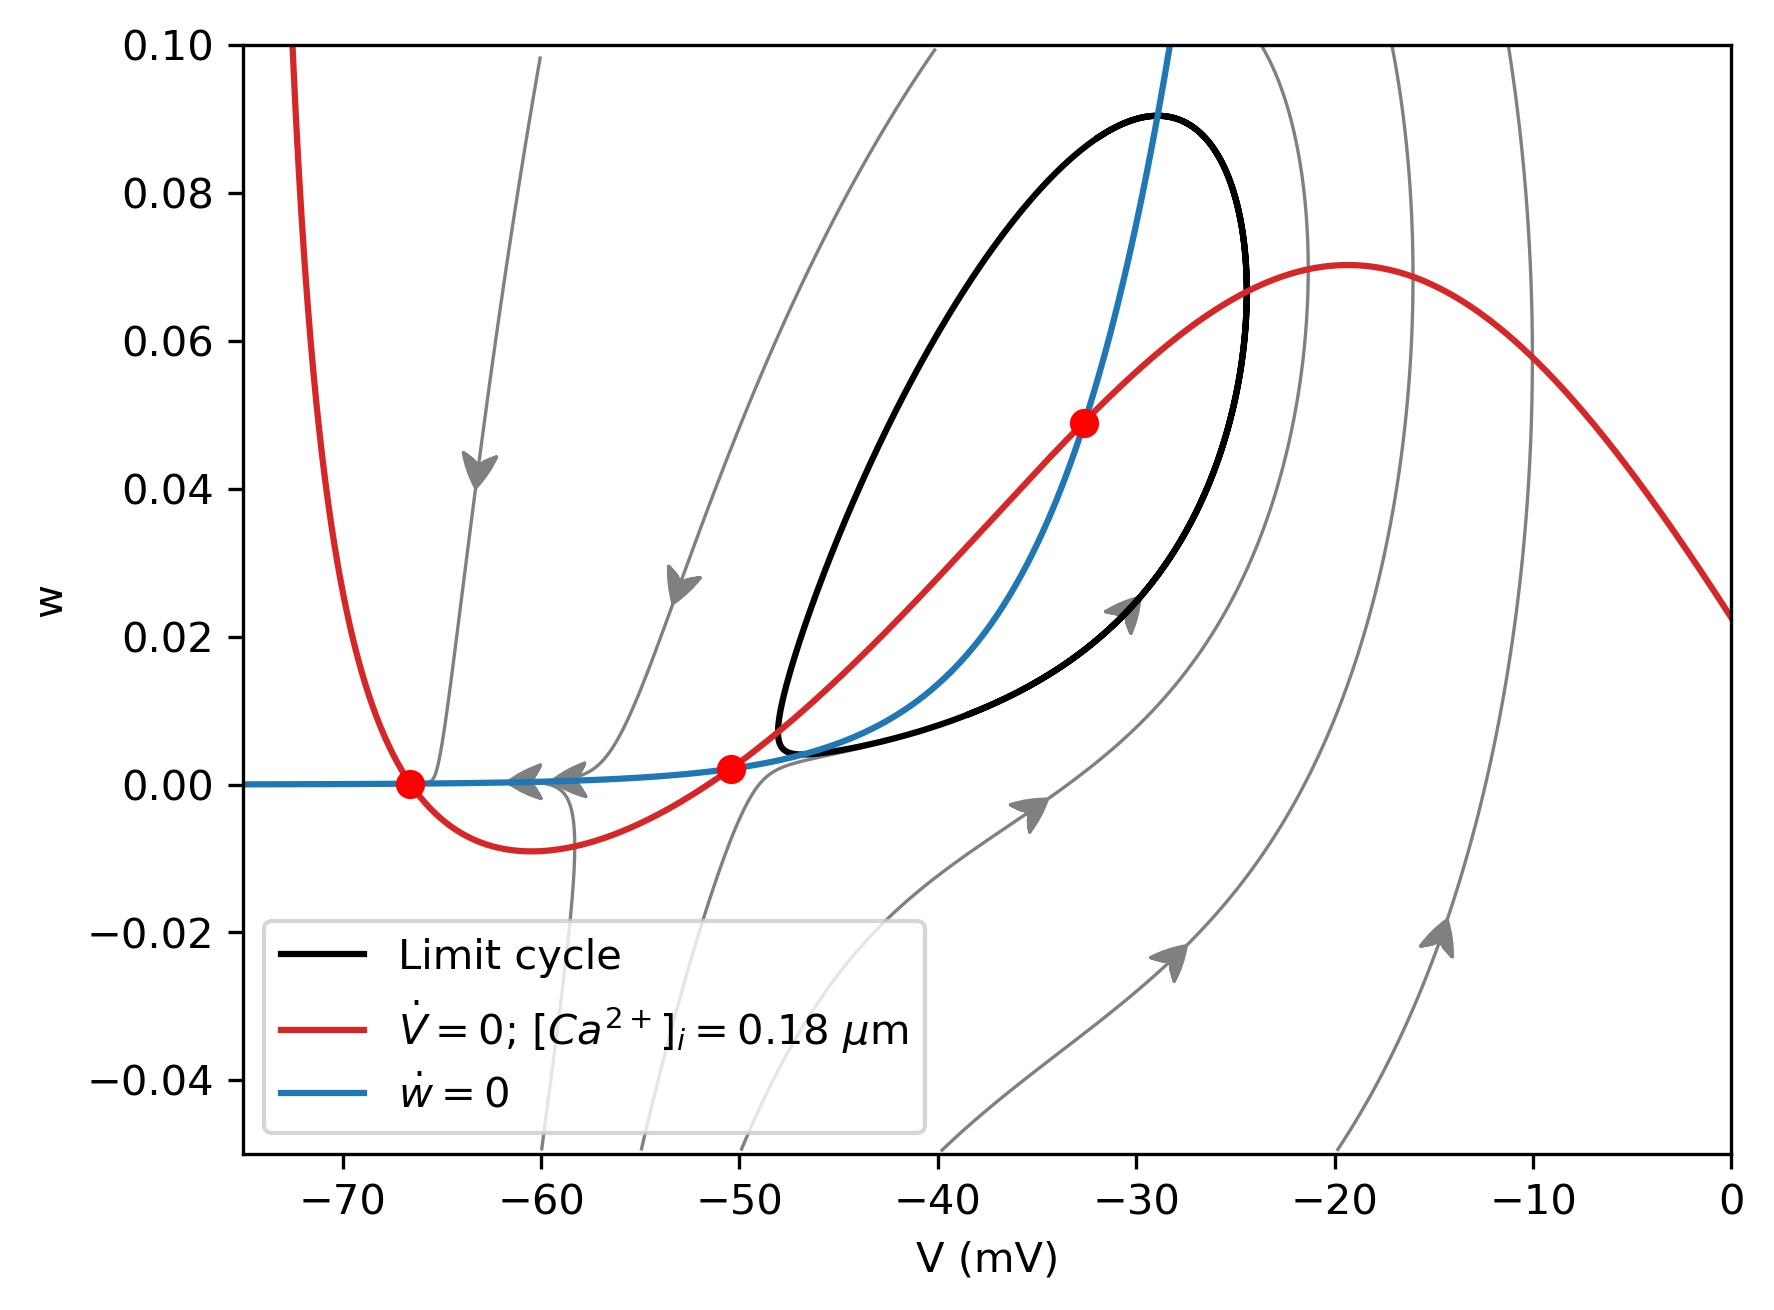 0.10
0.08
0.06
0.04
0.02
0.00
−0.02
−0.04
w
Limit cycle
V̇ = 0; [Ca²⁺]ᵢ = 0.18 μm
ẇ = 0
−70 −60 −50 −40 −30 −20 −10 0
V (mV)